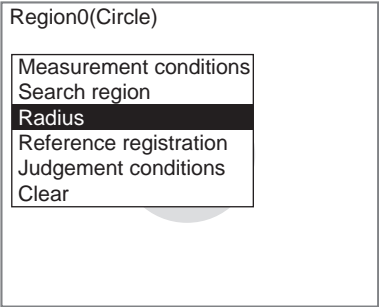 Region0(Circle)
Measurement conditions
Search region
Radius
Reference registration
Judgement conditions
Clear